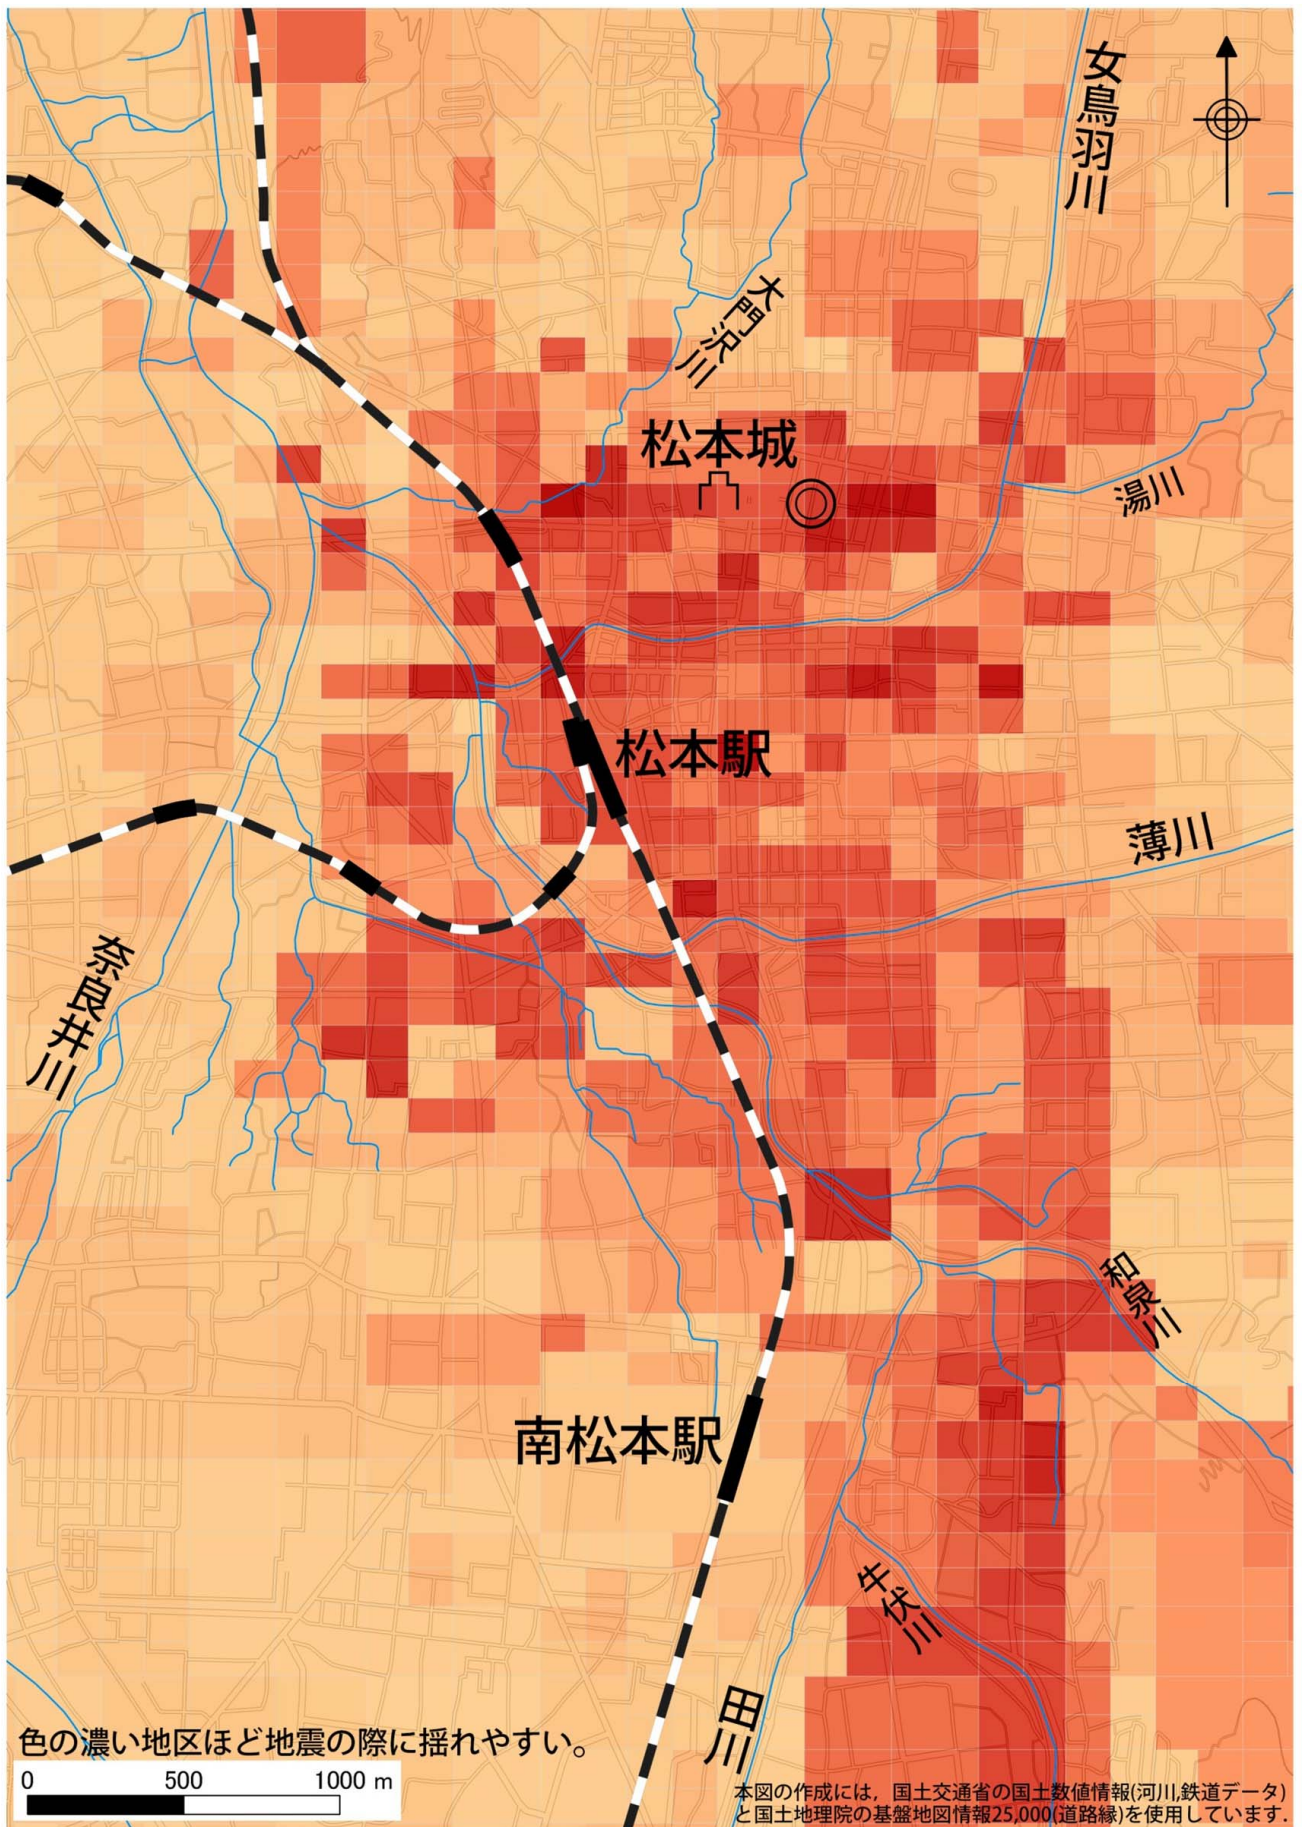 女鳥羽川
大門沢川
松本城
湯川
松本駅
薄川
奈良井川
和泉川
南松本駅
牛伏川
田川
色の濃い地区ほど地震の際に揺れやすい。
0 500 1000 m
本図の作成には，国土交通省の国土数値情報(河川,鉄道データ)
と国土地理院の基盤地図情報25,000(道路縁)を使用しています.